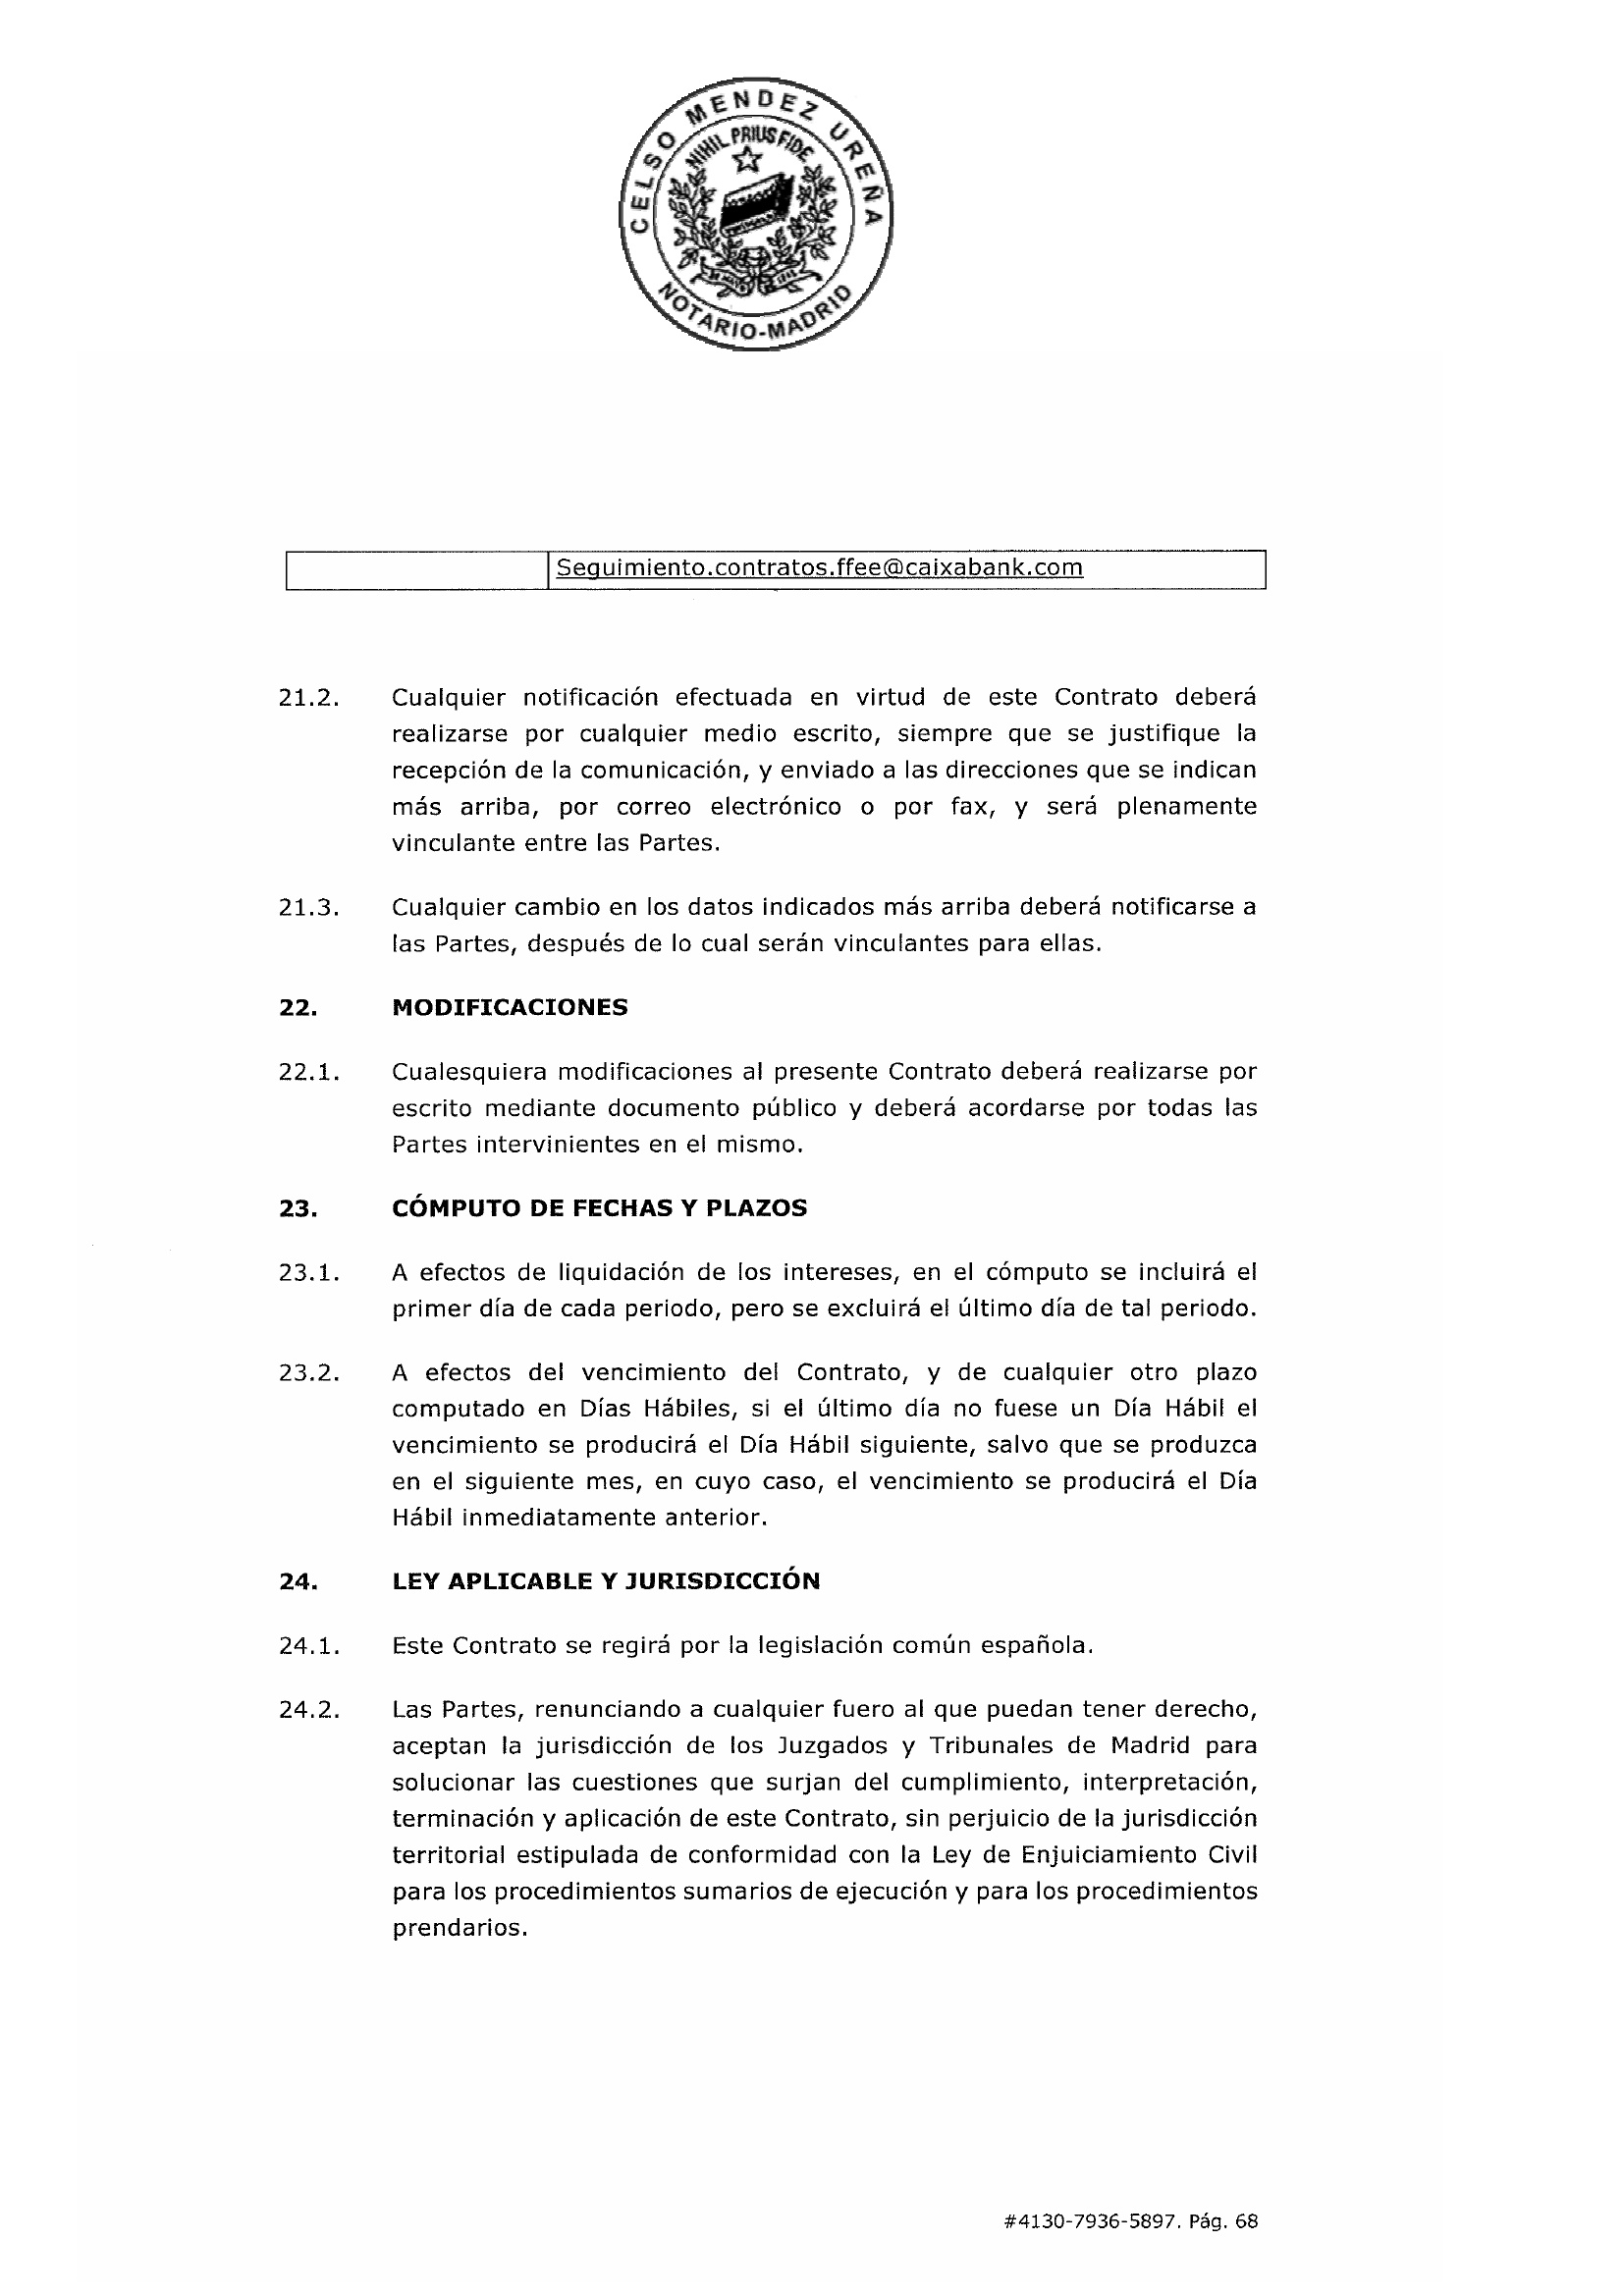 CELSO MENDEZ UREÑA
NIHIL PRIUS FIDE
NOTARIO-MADRID
Seguimiento.contratos.ffee@caixabank.com
21.2. Cualquier notificación efectuada en virtud de este Contrato deberá
realizarse por cualquier medio escrito, siempre que se justifique la
recepción de la comunicación, y enviado a las direcciones que se indican
más arriba, por correo electrónico o por fax, y será plenamente
vinculante entre las Partes.
21.3. Cualquier cambio en los datos indicados más arriba deberá notificarse a
las Partes, después de lo cual serán vinculantes para ellas.
22. MODIFICACIONES
22.1. Cualesquiera modificaciones al presente Contrato deberá realizarse por
escrito mediante documento público y deberá acordarse por todas las
Partes intervinientes en el mismo.
23. CÓMPUTO DE FECHAS Y PLAZOS
23.1. A efectos de liquidación de los intereses, en el cómputo se incluirá el
primer día de cada periodo, pero se excluirá el último día de tal periodo.
23.2. A efectos del vencimiento del Contrato, y de cualquier otro plazo
computado en Días Hábiles, si el último día no fuese un Día Hábil el
vencimiento se producirá el Día Hábil siguiente, salvo que se produzca
en el siguiente mes, en cuyo caso, el vencimiento se producirá el Día
Hábil inmediatamente anterior.
24. LEY APLICABLE Y JURISDICCIÓN
24.1. Este Contrato se regirá por la legislación común española.
24.2. Las Partes, renunciando a cualquier fuero al que puedan tener derecho,
aceptan la jurisdicción de los Juzgados y Tribunales de Madrid para
solucionar las cuestiones que surjan del cumplimiento, interpretación,
terminación y aplicación de este Contrato, sin perjuicio de la jurisdicción
territorial estipulada de conformidad con la Ley de Enjuiciamiento Civil
para los procedimientos sumarios de ejecución y para los procedimientos
prendarios.
#4130-7936-5897. Pág. 68